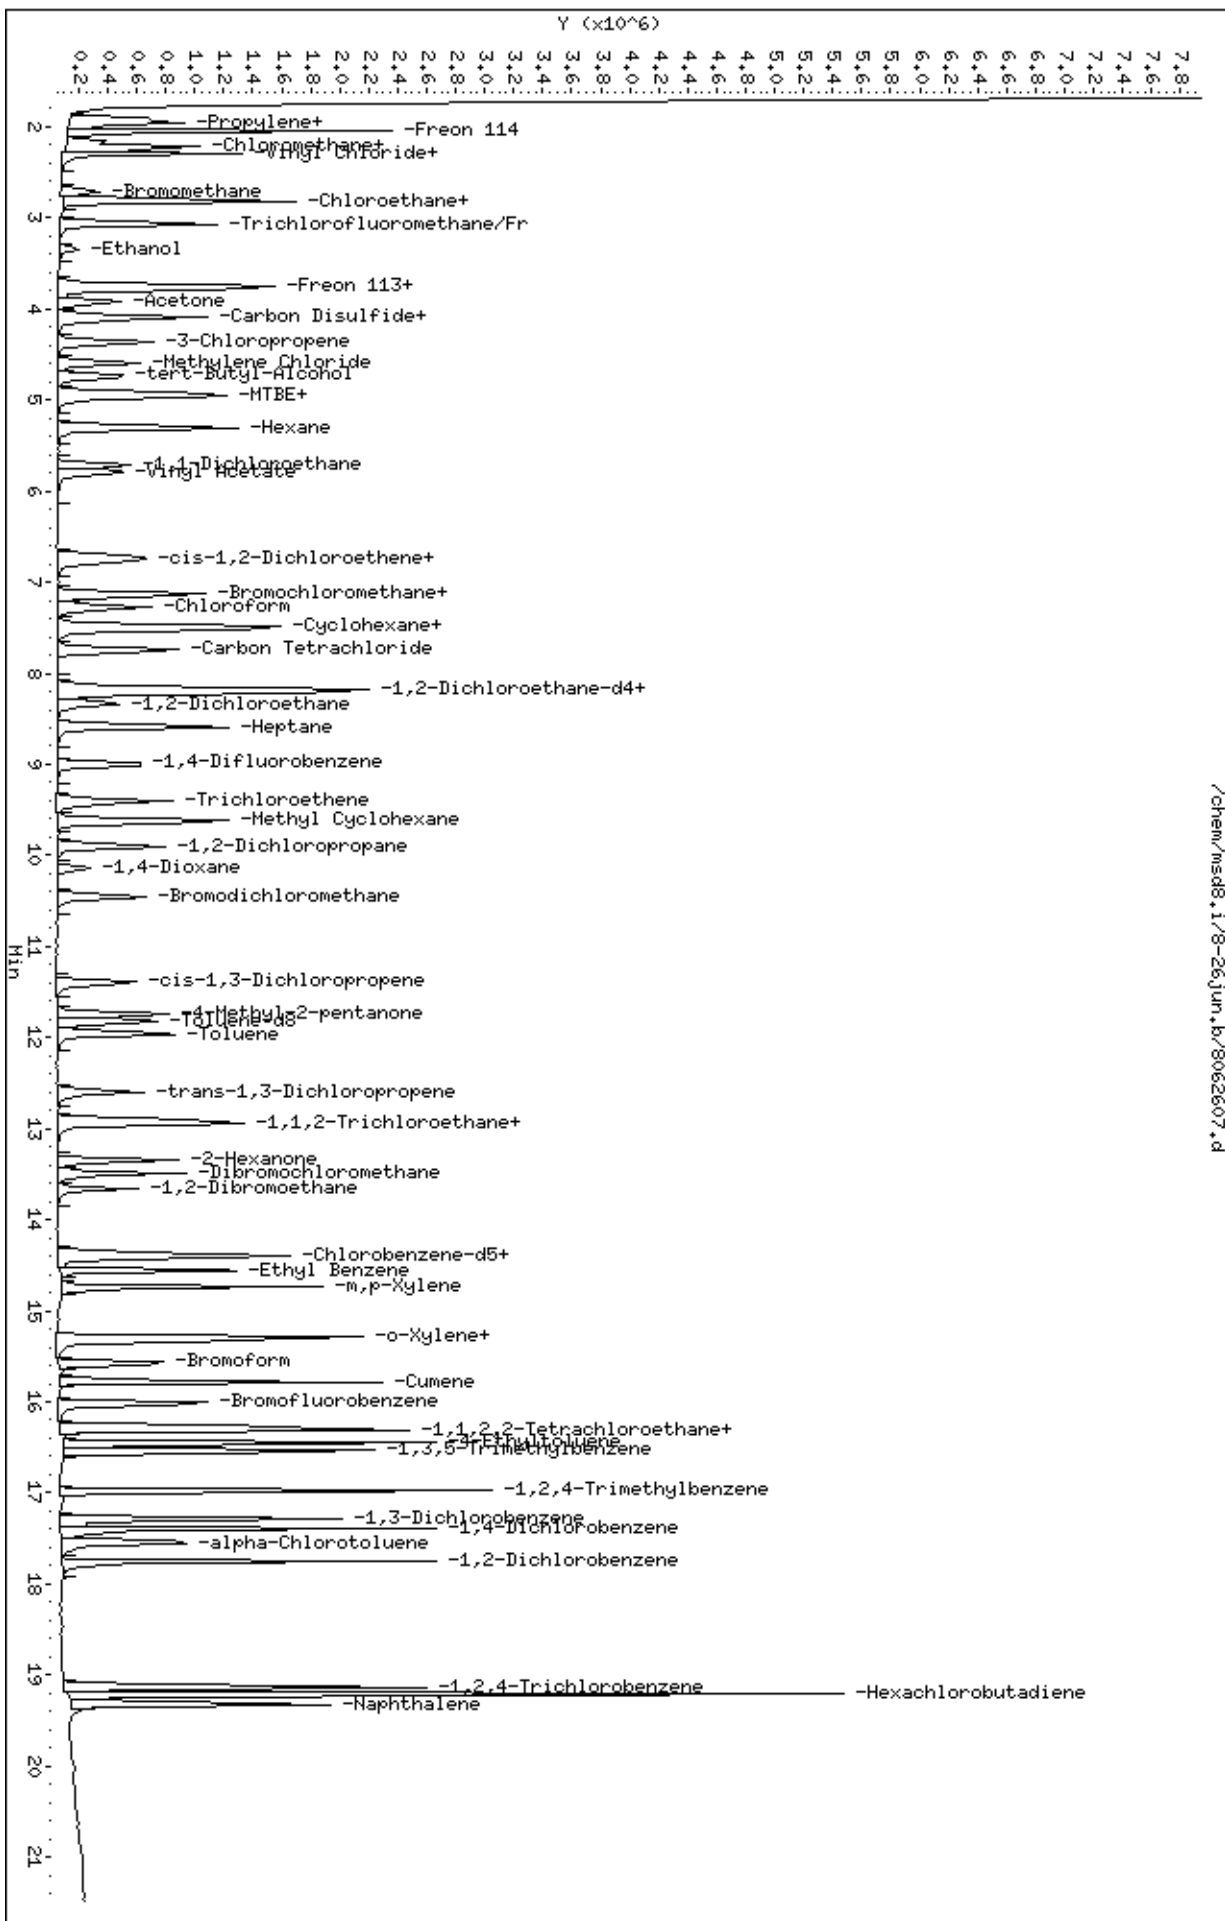 Y (x10^6)
0.2
0.4
0.6
0.8
1.0
1.2
1.4
1.6
1.8
2.0
2.2
2.4
2.6
2.8
3.0
3.2
3.4
3.6
3.8
4.0
4.2
4.4
4.6
4.8
5.0
5.2
5.4
5.6
5.8
6.0
6.2
6.4
6.6
6.8
7.0
7.2
7.4
7.6
7.8
2
3
4
5
6
7
8
9
10
11
12
13
14
15
16
17
18
19
20
21
Min
-Propylene+
-Freon 114
-Chloromethane+
-Vinyl Chloride+
-Bromomethane
-Chloroethane+
-Trichlorofluoromethane/Fr
-Ethanol
-Freon 113+
-Acetone
-Carbon Disulfide+
-3-Chloropropene
-Methylene Chloride
-tert-Butyl-Alcohol
-MTBE+
-Hexane
-1,1-Dichloroethane
-Vinyl Acetate
-cis-1,2-Dichloroethene+
-Bromochloromethane+
-Chloroform
-Cyclohexane+
-Carbon Tetrachloride
-1,2-Dichloroethane-d4+
-1,2-Dichloroethane
-Heptane
-1,4-Difluorobenzene
-Trichloroethene
-Methyl Cyclohexane
-1,2-Dichloropropane
-1,4-Dioxane
-Bromodichloromethane
-cis-1,3-Dichloropropene
-4-Methyl-2-pentanone
-Toluene-d8
-Toluene
-trans-1,3-Dichloropropene
-1,1,2-Trichloroethane+
-2-Hexanone
-Dibromochloromethane
-1,2-Dibromoethane
-Chlorobenzene-d5+
-Ethyl Benzene
-m,p-Xylene
-o-Xylene+
-Bromoform
-Cumene
-Bromofluorobenzene
-1,1,2,2-Tetrachloroethane+
-4-Ethyltoluene
-1,3,5-Trimethylbenzene
-1,2,4-Trimethylbenzene
-1,3-Dichlorobenzene
-1,4-Dichlorobenzene
-alpha-Chlorotoluene
-1,2-Dichlorobenzene
-1,2,4-Trichlorobenzene
-Hexachlorobutadiene
-Naphthalene
/chem/msd8.i/8-26jun.b/8062607.d